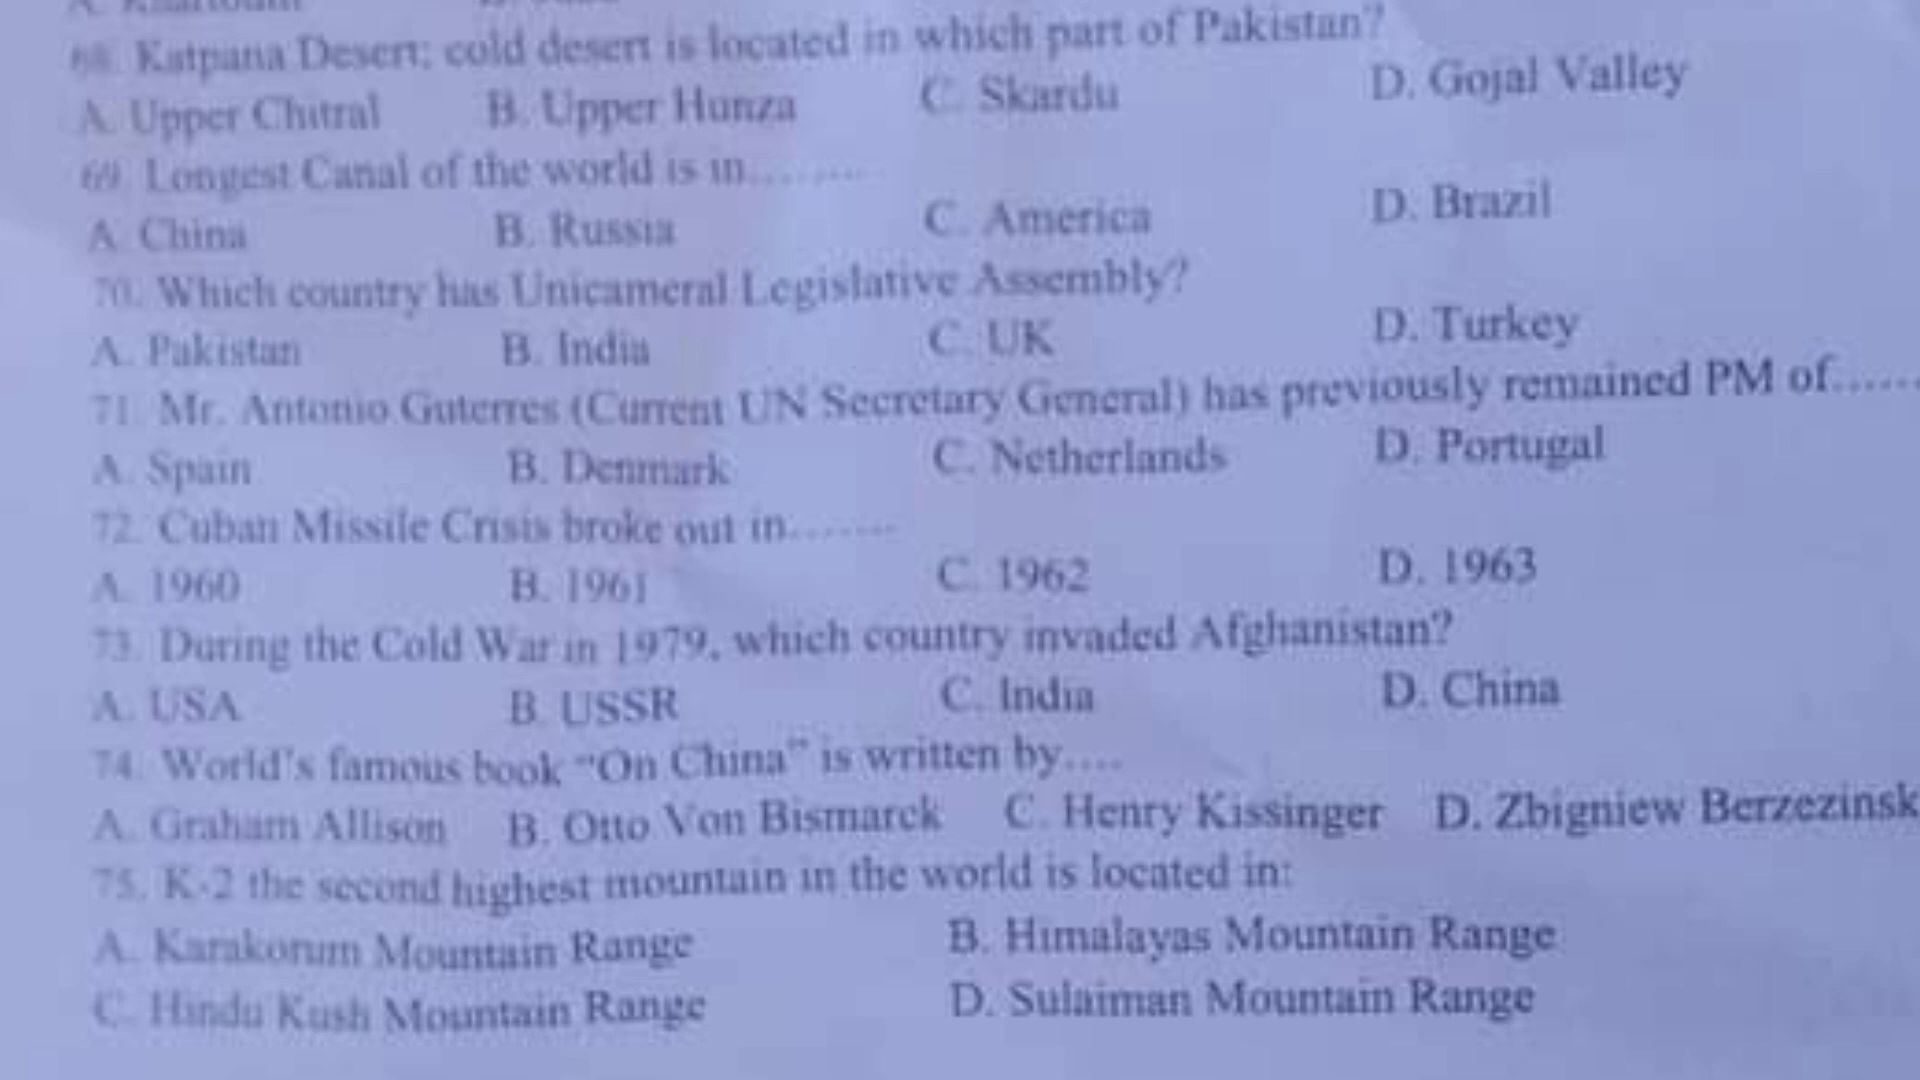 A. Khartoum B. Juba
68. Katpana Desert; cold desert is located in which part of Pakistan?
A. Upper Chitral B. Upper Hunza C. Skardu D. Gojal Valley
69. Longest Canal of the world is in........
A. China B. Russia C. America D. Brazil
70. Which country has Unicameral Legislative Assembly?
A. Pakistan B. India C. UK D. Turkey
71. Mr. Antonio Guterres (Current UN Secretary General) has previously remained PM of......
A. Spain B. Denmark C. Netherlands D. Portugal
72. Cuban Missile Crisis broke out in.......
A. 1960 B. 1961 C. 1962 D. 1963
73. During the Cold War in 1979, which country invaded Afghanistan?
A. USA B. USSR C. India D. China
74. World's famous book "On China" is written by....
A. Graham Allison B. Otto Von Bismarck C. Henry Kissinger D. Zbigniew Berzezinsk
75. K-2 the second highest mountain in the world is located in:
A. Karakorum Mountain Range B. Himalayas Mountain Range
C. Hindu Kush Mountain Range D. Sulaiman Mountain Range